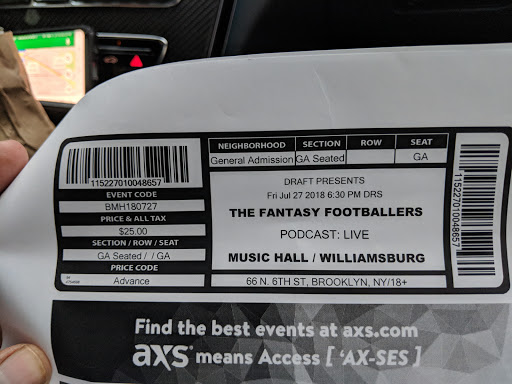 NEIGHBORHOOD SECTION ROW SEAT
General Admission GA Seated GA
115227010048657
EVENT CODE
BMH180727
PRICE & ALL TAX
$25.00
SECTION / ROW / SEAT
GA Seated / / GA
PRICE CODE
Advance
DRAFT PRESENTS
Fri Jul 27 2018 6:30 PM DRS
THE FANTASY FOOTBALLERS
PODCAST: LIVE
MUSIC HALL / WILLIAMSBURG
66 N. 6TH ST, BROOKLYN, NY/18+
115227010048657
Find the best events at axs.com
axs means Access [ 'AX-SES ]